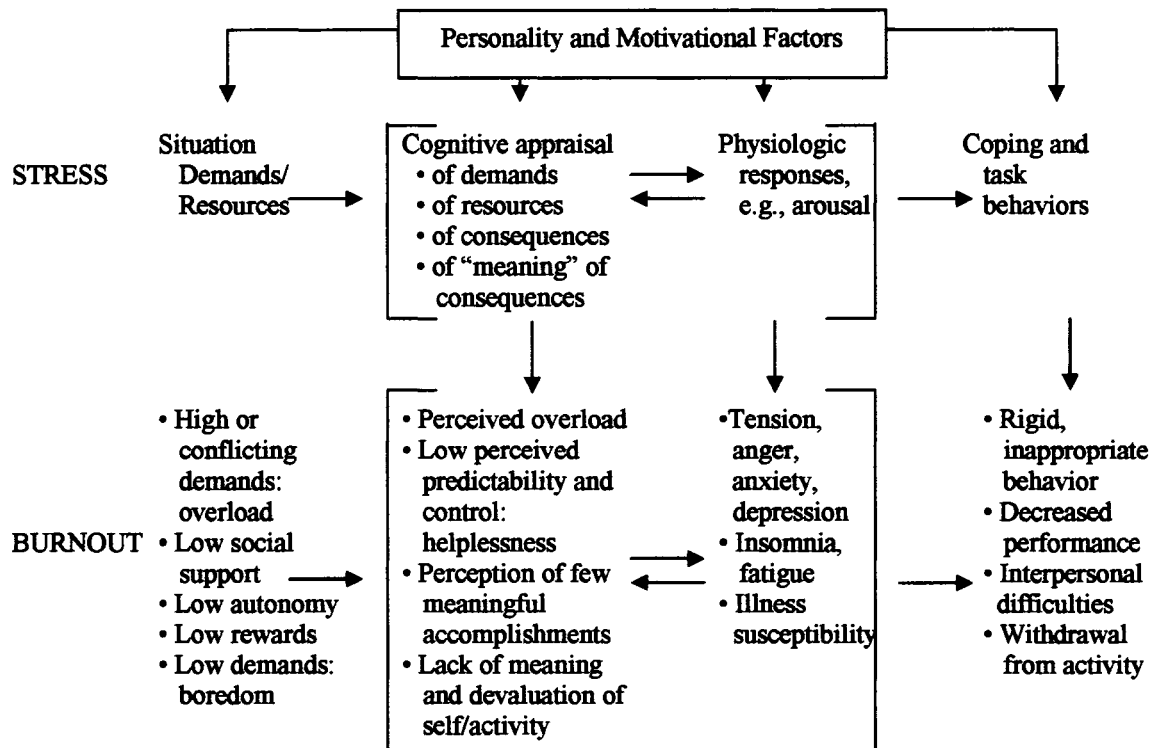 Personality and Motivational Factors
STRESS
Situation
Demands/
Resources
Cognitive appraisal
• of demands
• of resources
• of consequences
• of “meaning” of
consequences
Physiologic
responses,
e.g., arousal
Coping and
task
behaviors
BURNOUT
• High or
conflicting
demands:
overload
• Low social
support
• Low autonomy
• Low rewards
• Low demands:
boredom
• Perceived overload
• Low perceived
predictability and
control:
helplessness
• Perception of few
meaningful
accomplishments
• Lack of meaning
and devaluation of
self/activity
•Tension,
anger,
anxiety,
depression
• Insomnia,
fatigue
• Illness
susceptibility
• Rigid,
inappropriate
behavior
• Decreased
performance
• Interpersonal
difficulties
• Withdrawal
from activity